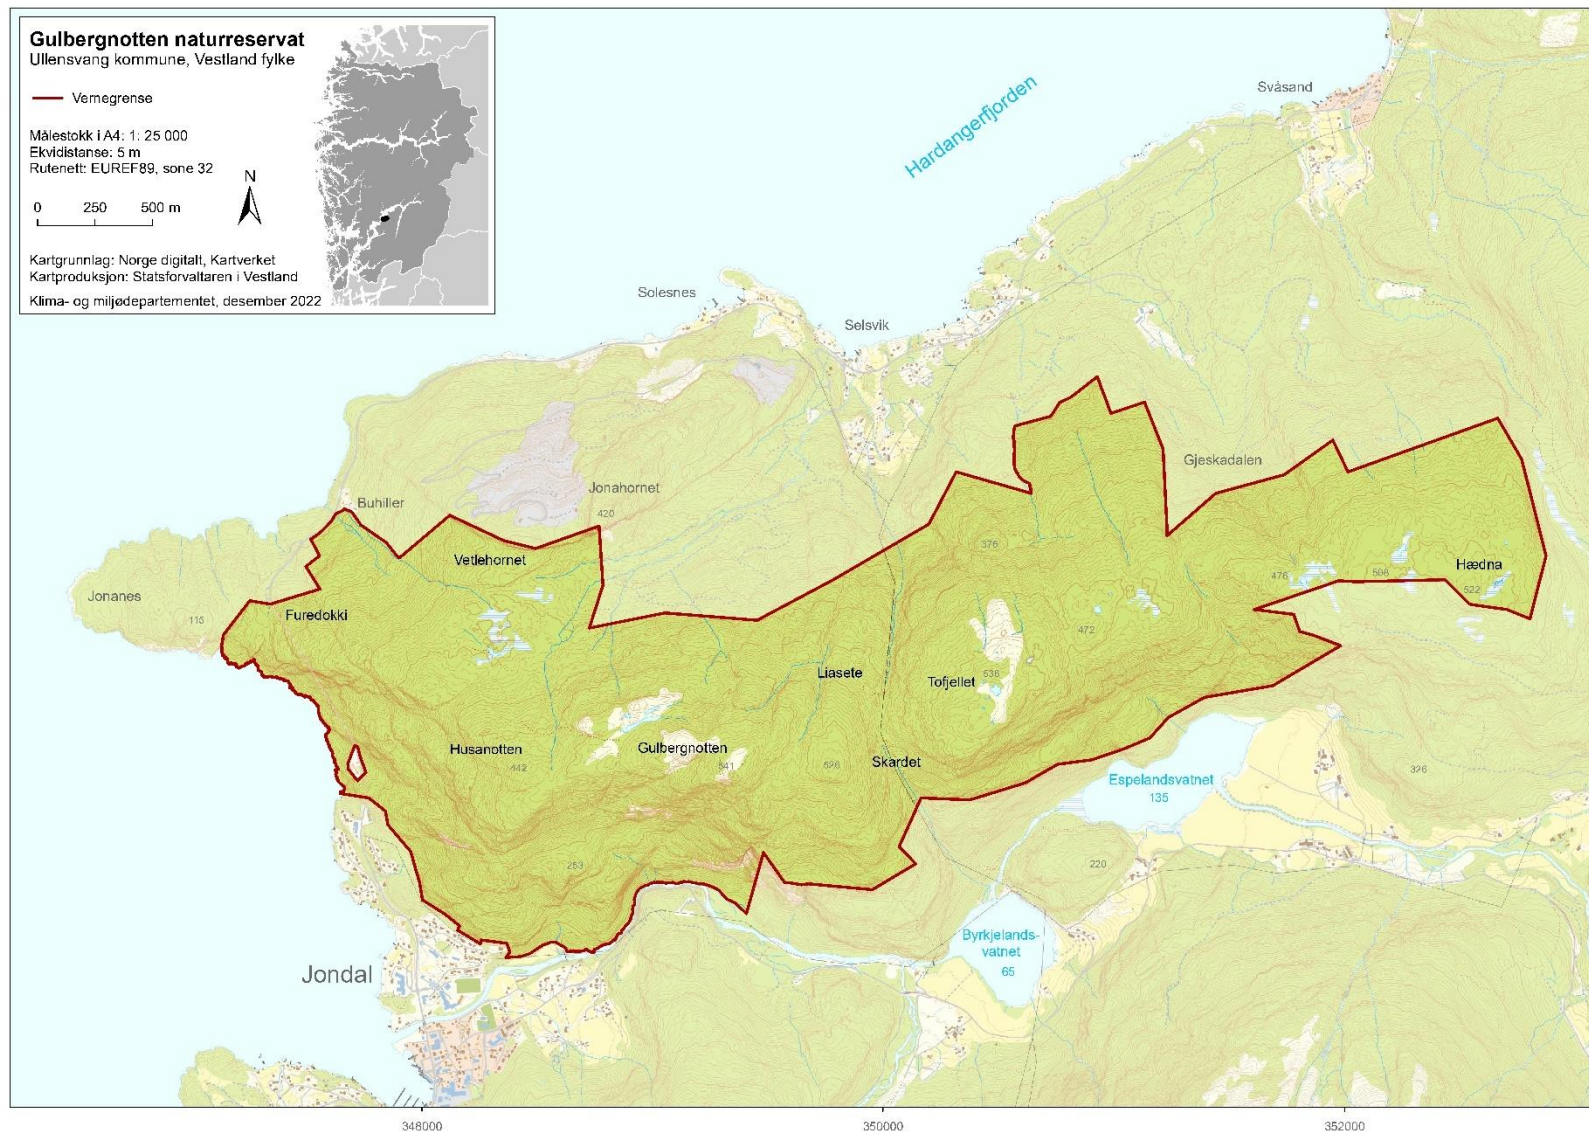 Gulbergnotten naturreservat
Ullensvang kommune, Vestland fylke
Vernegrense
Målestokk i A4: 1: 25 000
Ekvidistanse: 5 m
Rutenett: EUREF89, sone 32
N
0 250 500 m
Kartgrunnlag: Norge digitalt, Kartverket
Kartproduksjon: Statsforvaltaren i Vestland
Klima- og miljødepartementet, desember 2022
Hardangerfjorden
Svåsand
Solesnes
Selsvik
Gjeskadalen
Jonahornet
420
Buhiller
Vetlehornet
376
Hædna
476
522
Jonanes
Furedokki
115
472
Liasete
Tofjellet
536
Husanotten
442
Gulbergnotten
541
526
Skardet
326
Espelandsvatnet
135
253
220
Byrkjelands-
vatnet
65
Jondal
348000
350000
352000